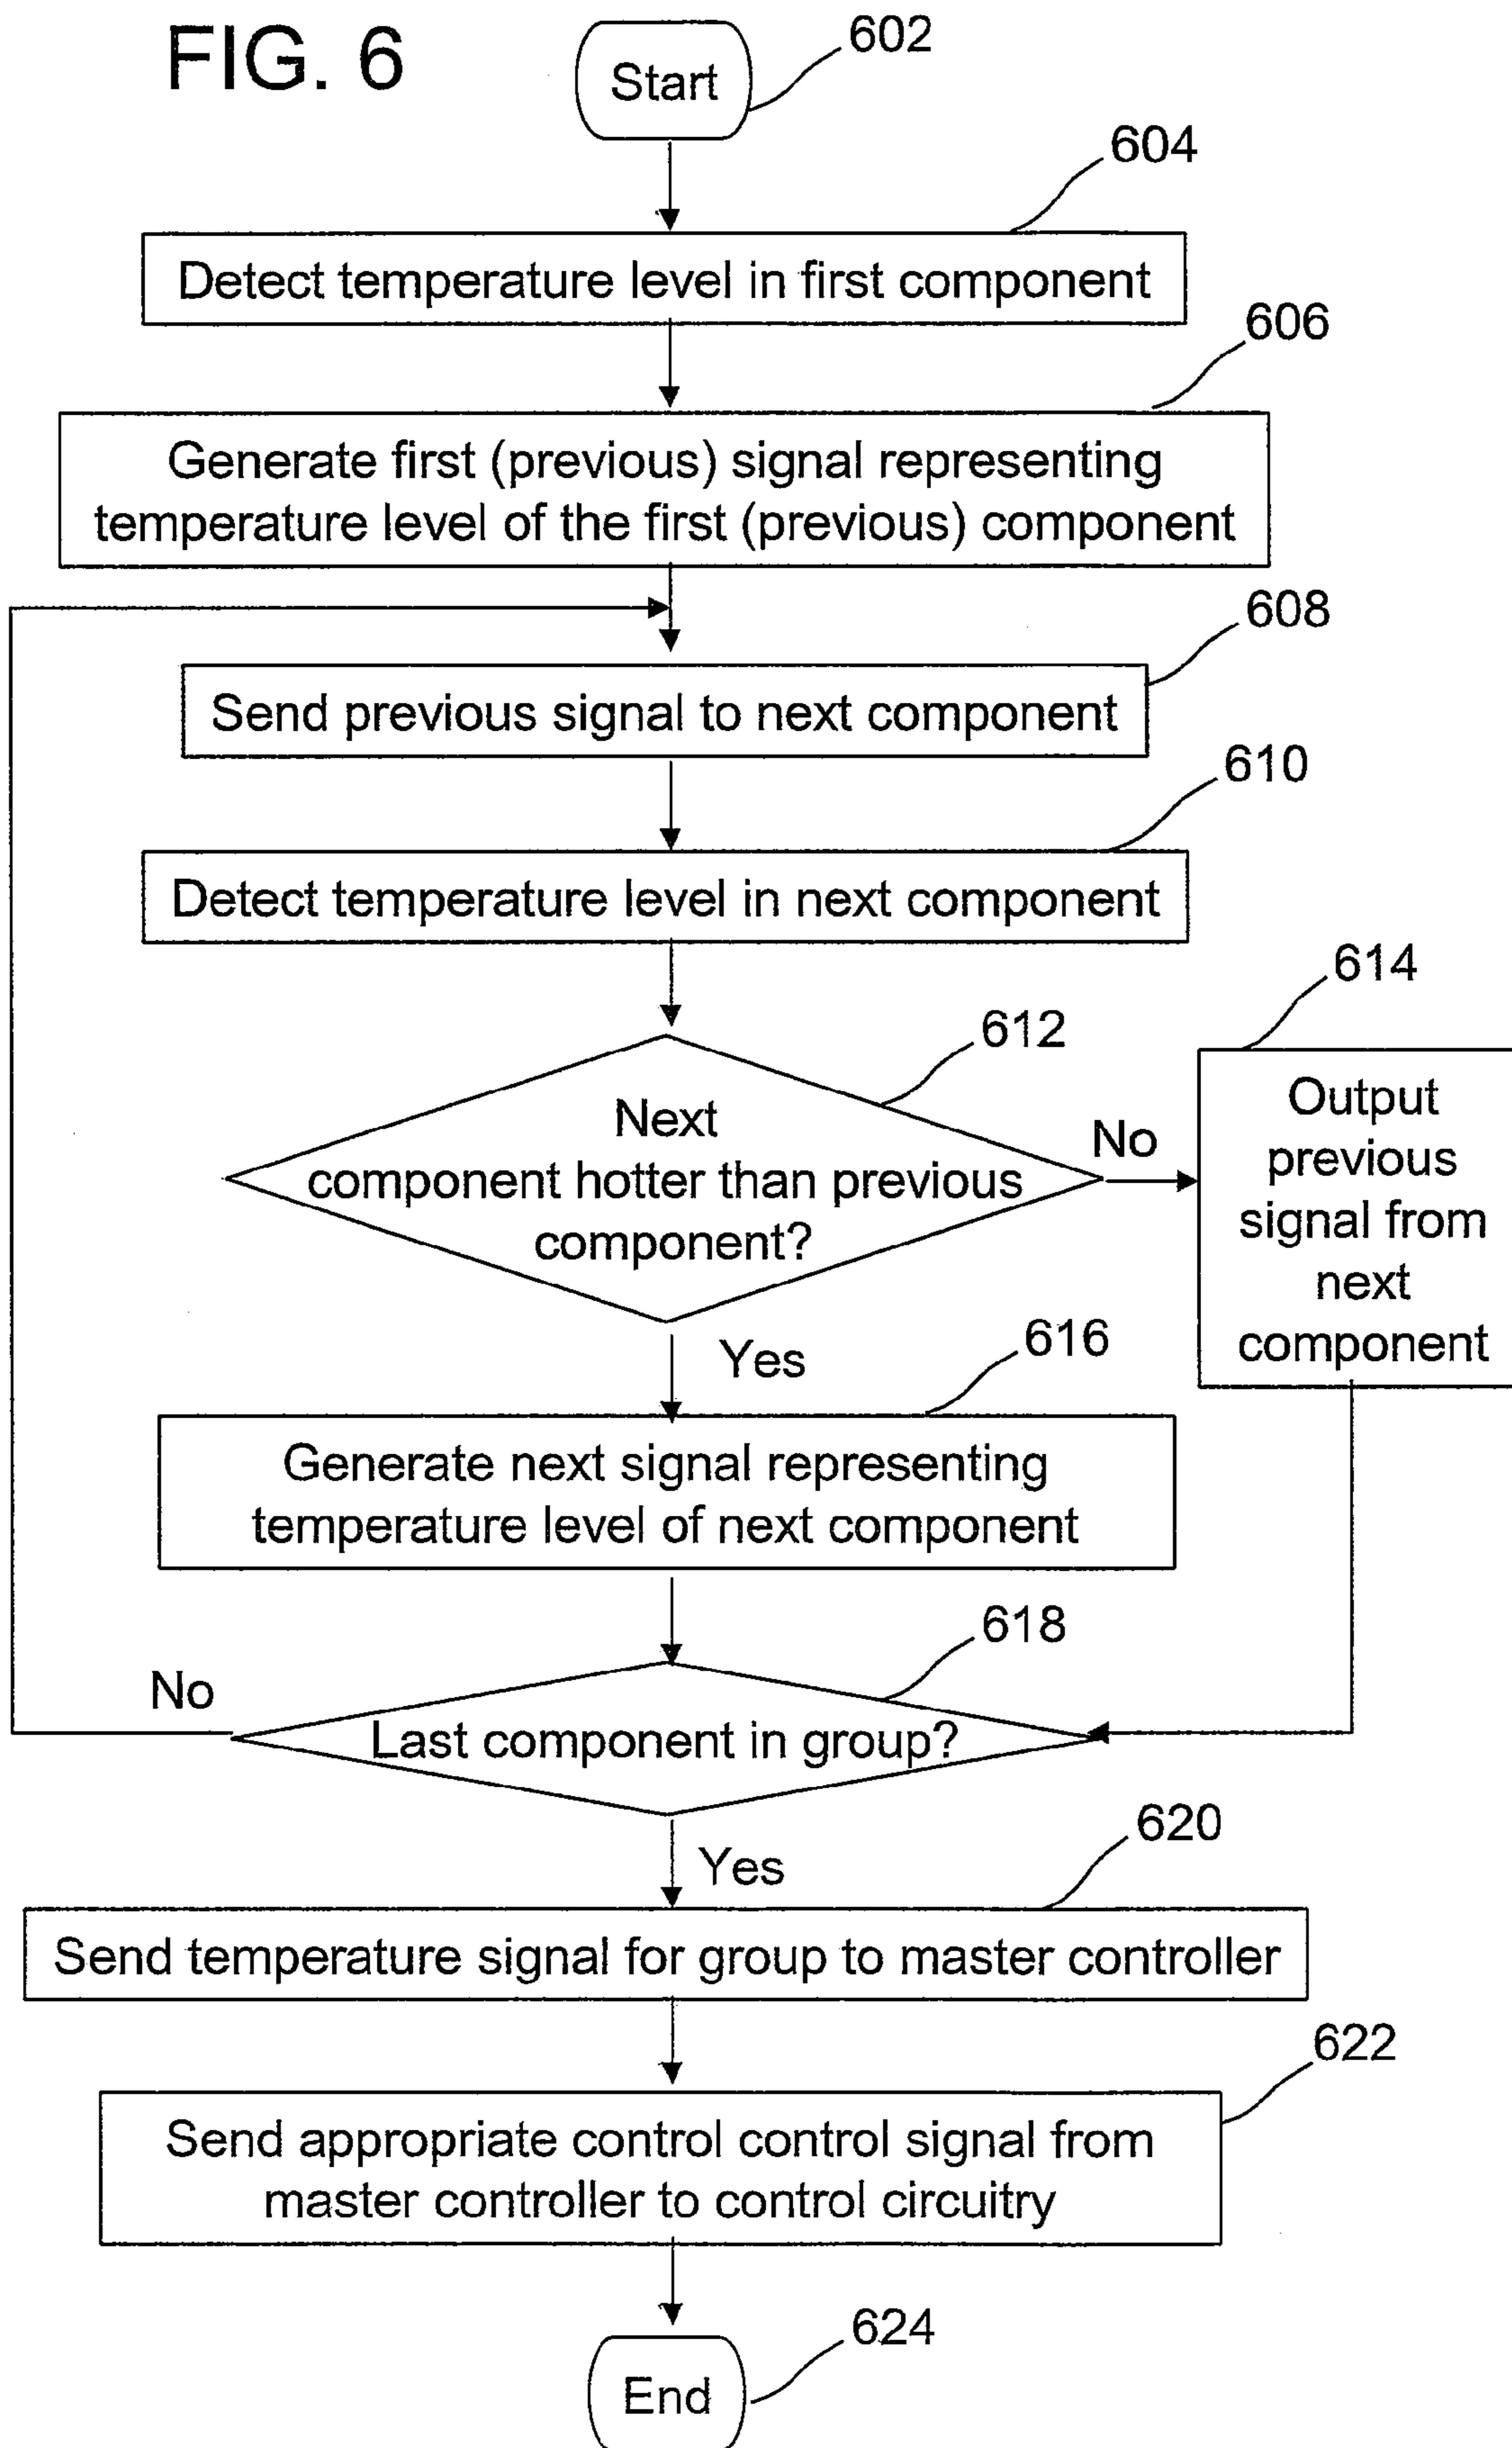 FIG. 6
602
Start
604
Detect temperature level in first component
606
Generate first (previous) signal representing
temperature level of the first (previous) component
608
Send previous signal to next component
610
Detect temperature level in next component
612
614
Next
component hotter than previous
component?
No
Output
previous
signal from
next
component
Yes
616
Generate next signal representing
temperature level of next component
618
No
Last component in group?
Yes
620
Send temperature signal for group to master controller
622
Send appropriate control control signal from
master controller to control circuitry
624
End